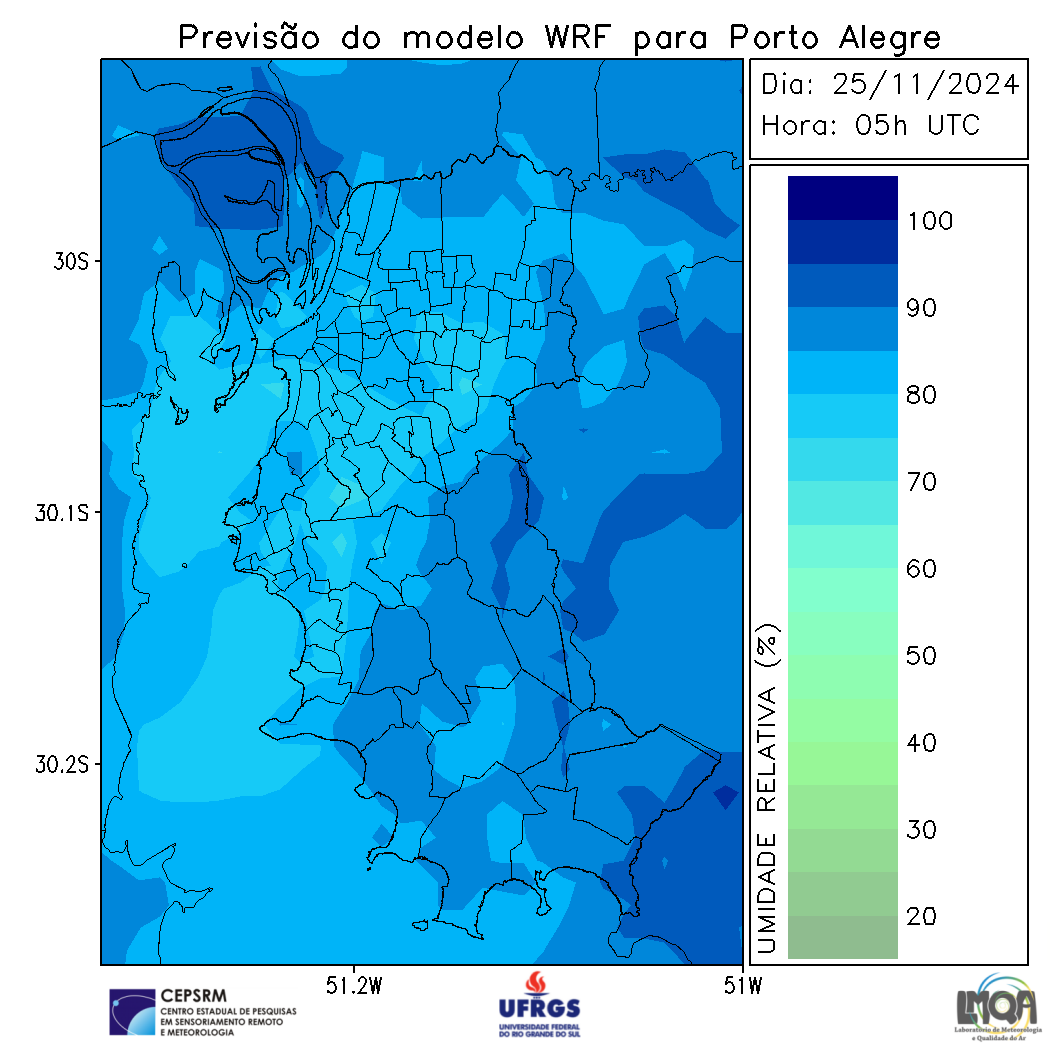 Previsão do modelo WRF para Porto Alegre
Dia: 25/11/2024
Hora: 05h UTC
30S
30.1S
30.2S
51.2W
51W
UMIDADE RELATIVA (%)
100
90
80
70
60
50
40
30
20
CEPSRM
CENTRO ESTADUAL DE PESQUISAS
EM SENSORIAMENTO REMOTO
E METEOROLOGIA
UFRGS
UNIVERSIDADE FEDERAL
DO RIO GRANDE DO SUL
LMQA
Laboratório de Meteorologia
e Qualidade do Ar